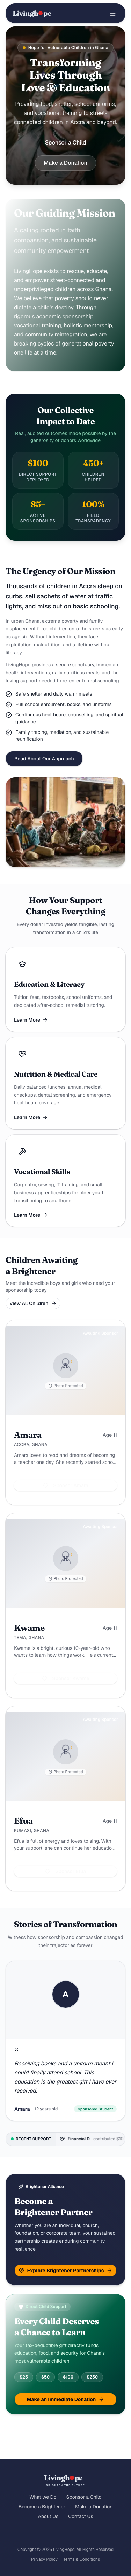 Livinghope
Hope for Vulnerable Children in Ghana
Transforming
Lives Through
Love & Education
Providing food, shelter, school uniforms,
and vocational training to street-
connected children in Accra and beyond.
Sponsor a Child
Make a Donation
Our Guiding Mission
A calling rooted in faith,
compassion, and sustainable
community empowerment
LivingHope exists to rescue, educate,
and empower street-connected and
underprivileged children across Ghana.
We believe that poverty should never
dictate a child's destiny. Through
rigorous academic sponsorship,
vocational training, holistic mentorship,
and community reintegration, we are
breaking cycles of generational poverty
one life at a time.
Our Collective
Impact to Date
Real, audited outcomes made possible by the
generosity of donors worldwide
$100
DIRECT SUPPORT
DEPLOYED
450+
CHILDREN
HELPED
85+
ACTIVE
SPONSORSHIPS
100%
FIELD
TRANSPARENCY
The Urgency of Our Mission
Thousands of children in Accra sleep on
curbs, sell sachets of water at traffic
lights, and miss out on basic schooling.
In urban Ghana, extreme poverty and family
displacement force children onto the streets as early
as age six. Without intervention, they face
exploitation, malnutrition, and a lifetime without
literacy.
LivingHope provides a secure sanctuary, immediate
health interventions, daily nutritious meals, and the
loving support needed to re-enter formal schooling.
Safe shelter and daily warm meals
Full school enrollment, books, and uniforms
Continuous healthcare, counseling, and spiritual
guidance
Family tracing, mediation, and sustainable
reunification
Read About Our Approach
How Your Support
Changes Everything
Every dollar invested yields tangible, lasting
transformation in a child's life
Education & Literacy
Tuition fees, textbooks, school uniforms, and
dedicated after-school remedial tutoring.
Learn More
Nutrition & Medical Care
Daily balanced lunches, annual medical
checkups, dental screening, and emergency
healthcare coverage.
Learn More
Vocational Skills
Carpentry, sewing, IT training, and small
business apprenticeships for older youth
transitioning to adulthood.
Learn More
Children Awaiting
a Brightener
Meet the incredible boys and girls who need your
sponsorship today
View All Children
Photo Protected
Amara
Age 11
ACCRA, GHANA
Amara loves to read and dreams of becoming
a teacher one day. She recently started scho...
Photo Protected
Kwame
Age 11
TEMA, GHANA
Kwame is a bright, curious 10-year-old who
wants to learn how things work. He's current...
Photo Protected
Efua
Age 11
KUMASI, GHANA
Efua is full of energy and loves to sing. With
your support, she can continue her educatio...
Stories of Transformation
Witness how sponsorship and compassion changed
their trajectories forever
A
“
Receiving books and a uniform meant I
could finally attend school. This
education is the greatest gift I have ever
received.
Amara · 12 years old
Sponsored Student
RECENT SUPPORT
Financial D. contributed
Brightener Alliance
Become a
Brightener Partner
Whether you are an individual, church,
foundation, or corporate team, your sustained
partnership creates enduring community
resilience.
Explore Brightener Partnerships
Every Child Deserves
a Chance to Learn
Your tax-deductible gift directly funds
education, food, and security for Ghana's
most vulnerable children.
$25
$50
$100
$250
Make an Immediate Donation
Livinghope
BRIGHTEN THE FUTURE
What we Do
Sponsor a Child
Become a Brightener
Make a Donation
About Us
Contact Us
Copyright © 2026 LivingHope. All Rights Reserved
Privacy Policy
Terms & Conditions